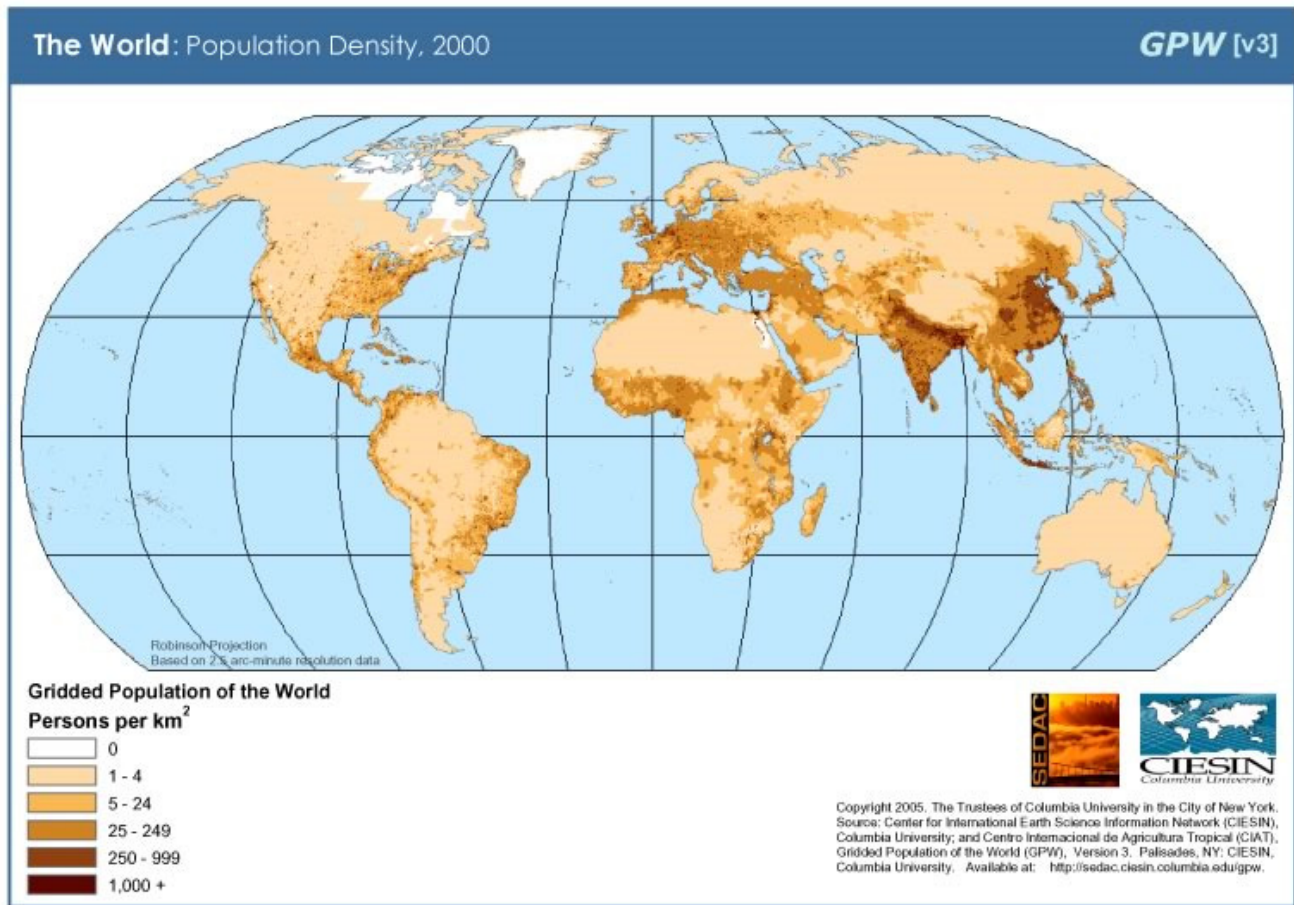 The World: Population Density, 2000
GPW [v3]
Robinson Projection
Based on 2.5 arc-minute resolution data
Gridded Population of the World
Persons per km²
0
1 - 4
5 - 24
25 - 249
250 - 999
1,000 +
SEDAC
CIESIN
Columbia University
Copyright 2005. The Trustees of Columbia University in the City of New York.
Source: Center for International Earth Science Information Network (CIESIN),
Columbia University; and Centro Internacional de Agricultura Tropical (CIAT),
Gridded Population of the World (GPW), Version 3. Palisades, NY: CIESIN,
Columbia University. Available at: http://sedac.ciesin.columbia.edu/gpw.